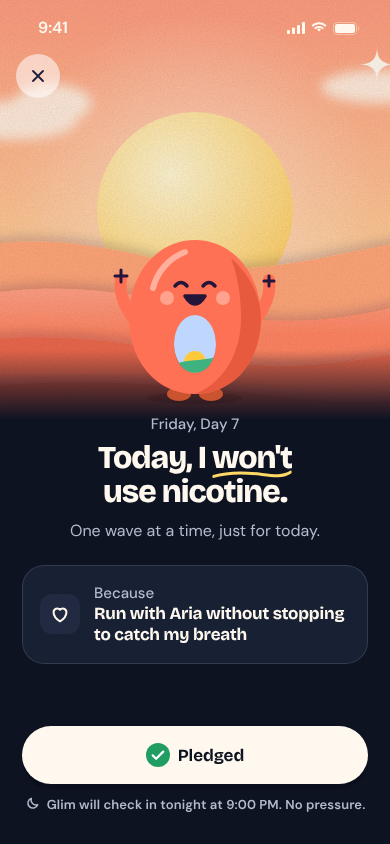 9:41
Friday, Day 7
Today, I won't
use nicotine.
One wave at a time, just for today.
Because
Run with Aria without stopping
to catch my breath
Pledged
Glim will check in tonight at 9:00 PM. No pressure.